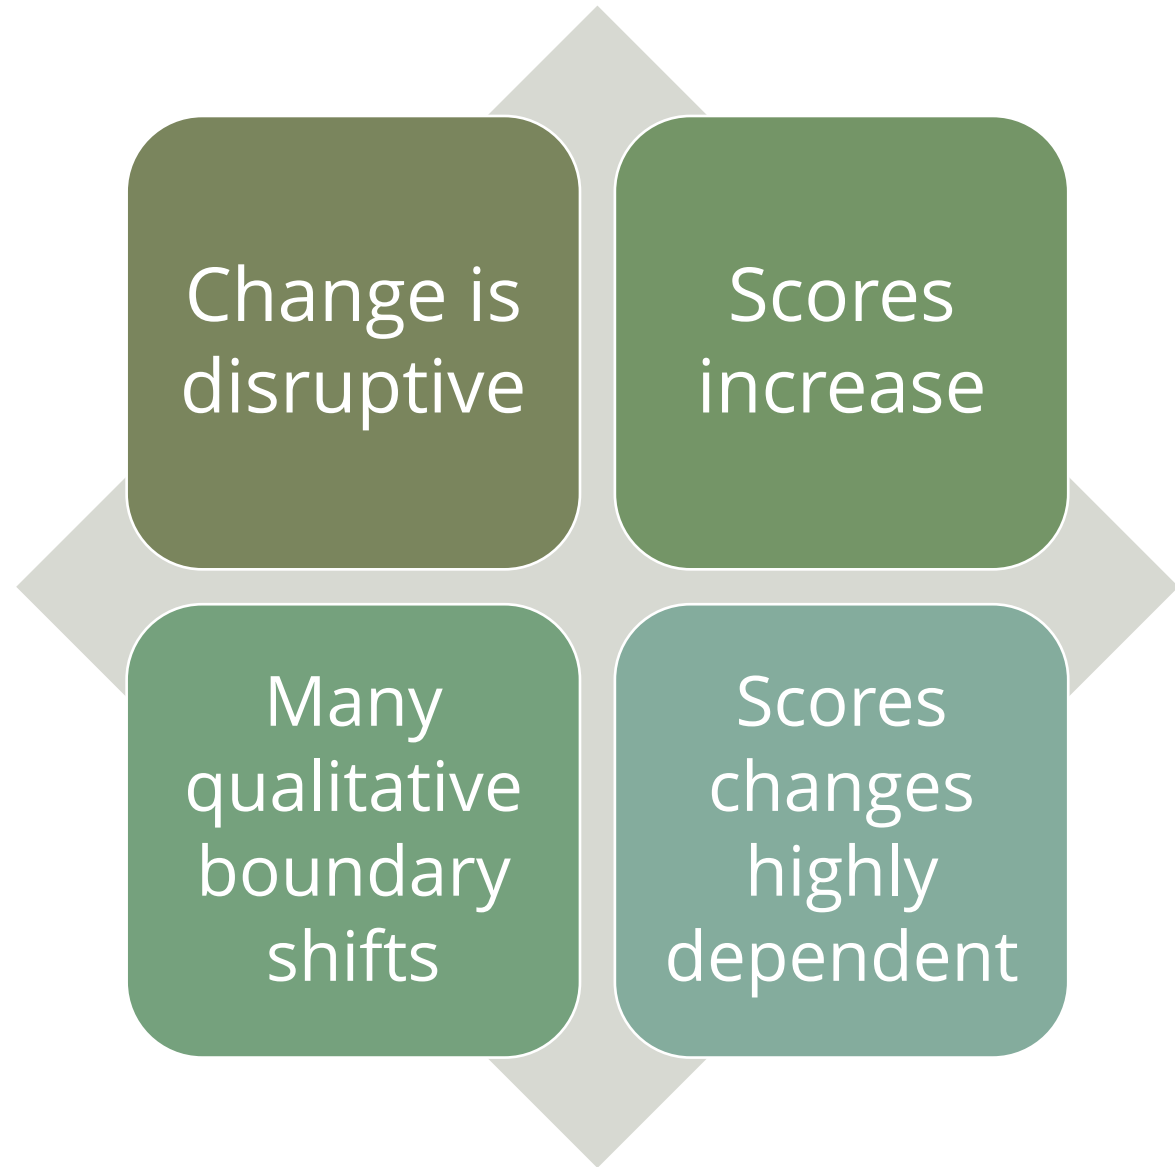 Change is
disruptive
Scores
increase
Many
qualitative
boundary
shifts
Scores
changes
highly
dependent